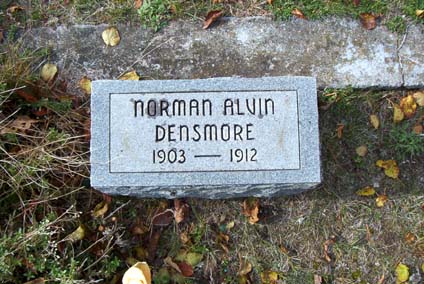 NORMAN ALVIN
DENSMORE
1903 — 1912